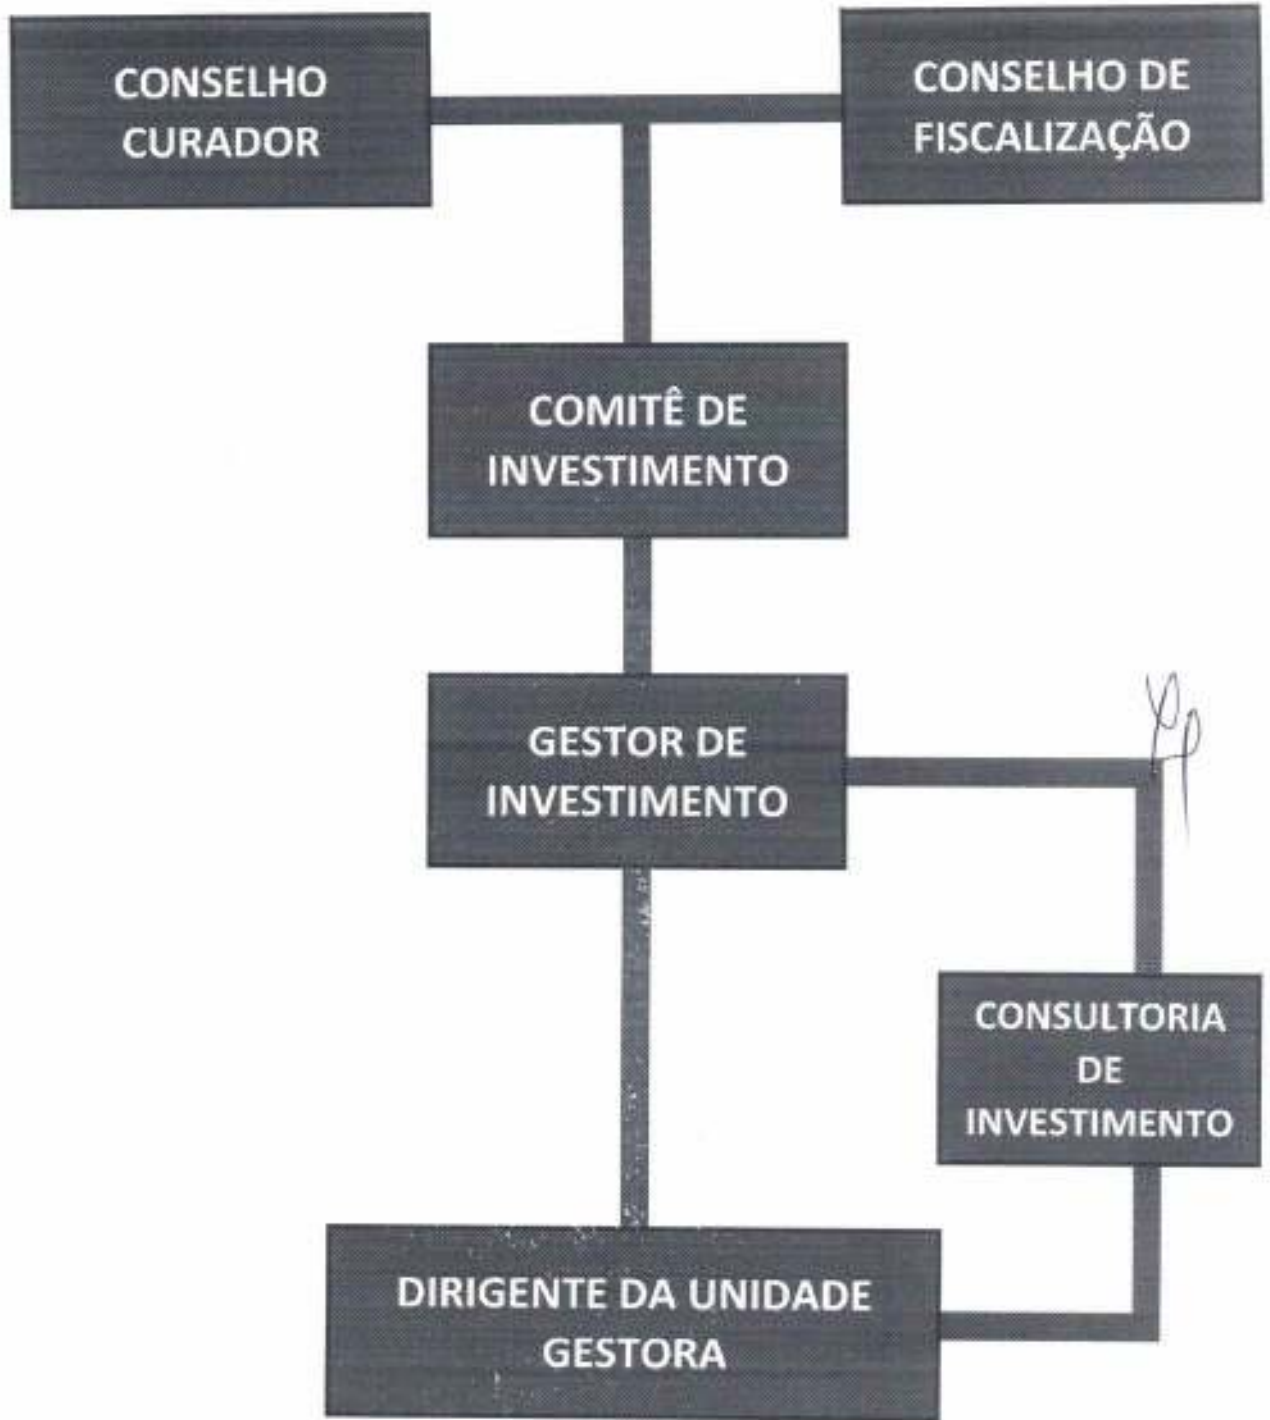 CONSELHO
CURADOR
CONSELHO DE
FISCALIZAÇÃO
COMITÊ DE
INVESTIMENTO
GESTOR DE
INVESTIMENTO
CONSULTORIA
DE
INVESTIMENTO
DIRIGENTE DA UNIDADE
GESTORA